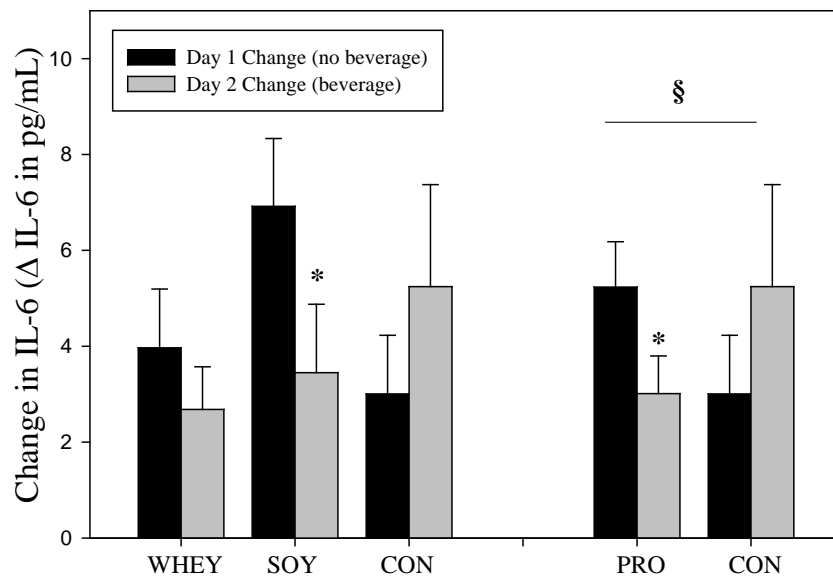 Day 1 Change (no beverage)
Day 2 Change (beverage)
§
*
*
Change in IL-6 (Δ IL-6 in pg/mL)
10
8
6
4
2
0
WHEY SOY CON PRO CON